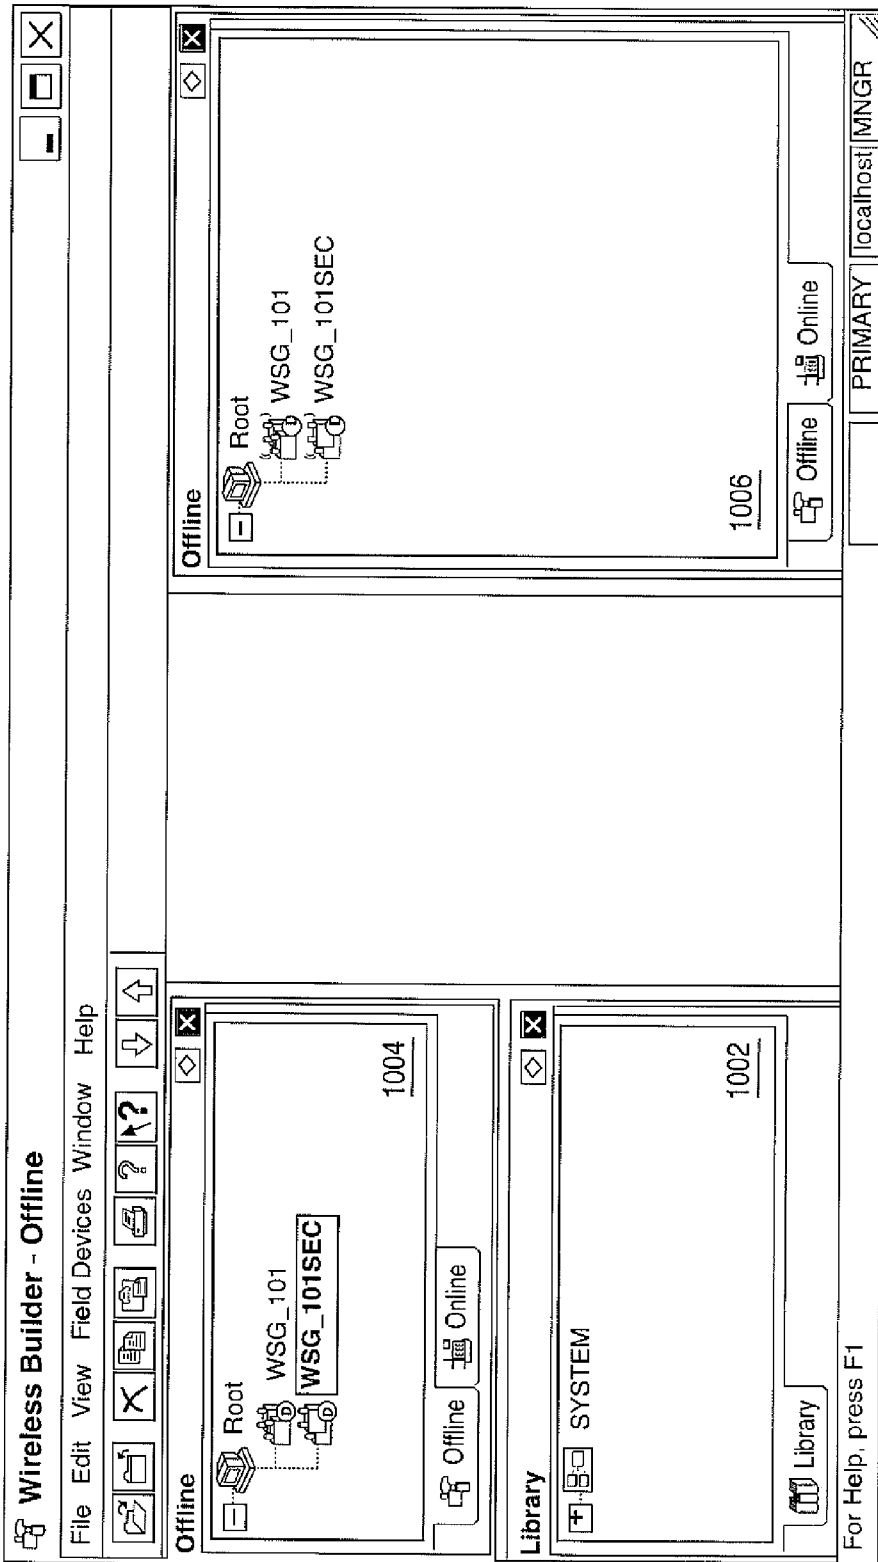 Wireless Builder - Offline
File Edit View Field Devices Window Help
Offline
Root
WSG_101
WSG_101SEC
1004
Offline Online
Library
SYSTEM
1002
Library
Offline
Root
WSG_101
WSG_101SEC
1006
Offline Online
For Help, press F1
PRIMARY localhost MNGR